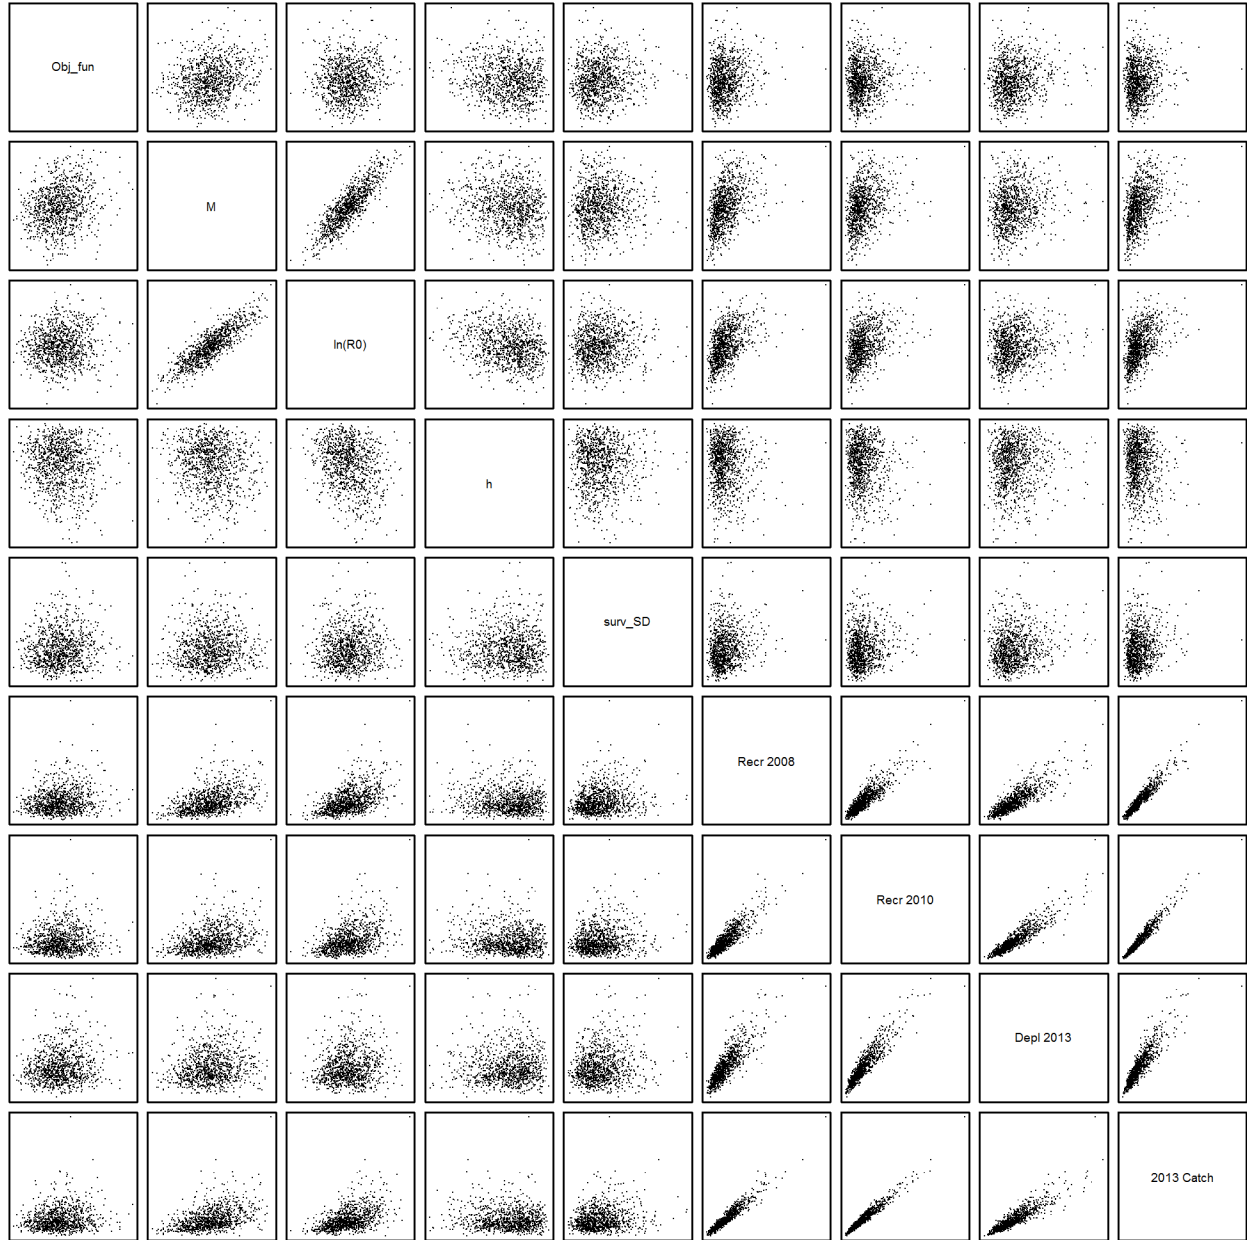 Obj_fun
M
ln(R0)
h
surv_SD
Recr 2008
Recr 2010
Depl 2013
2013 Catch